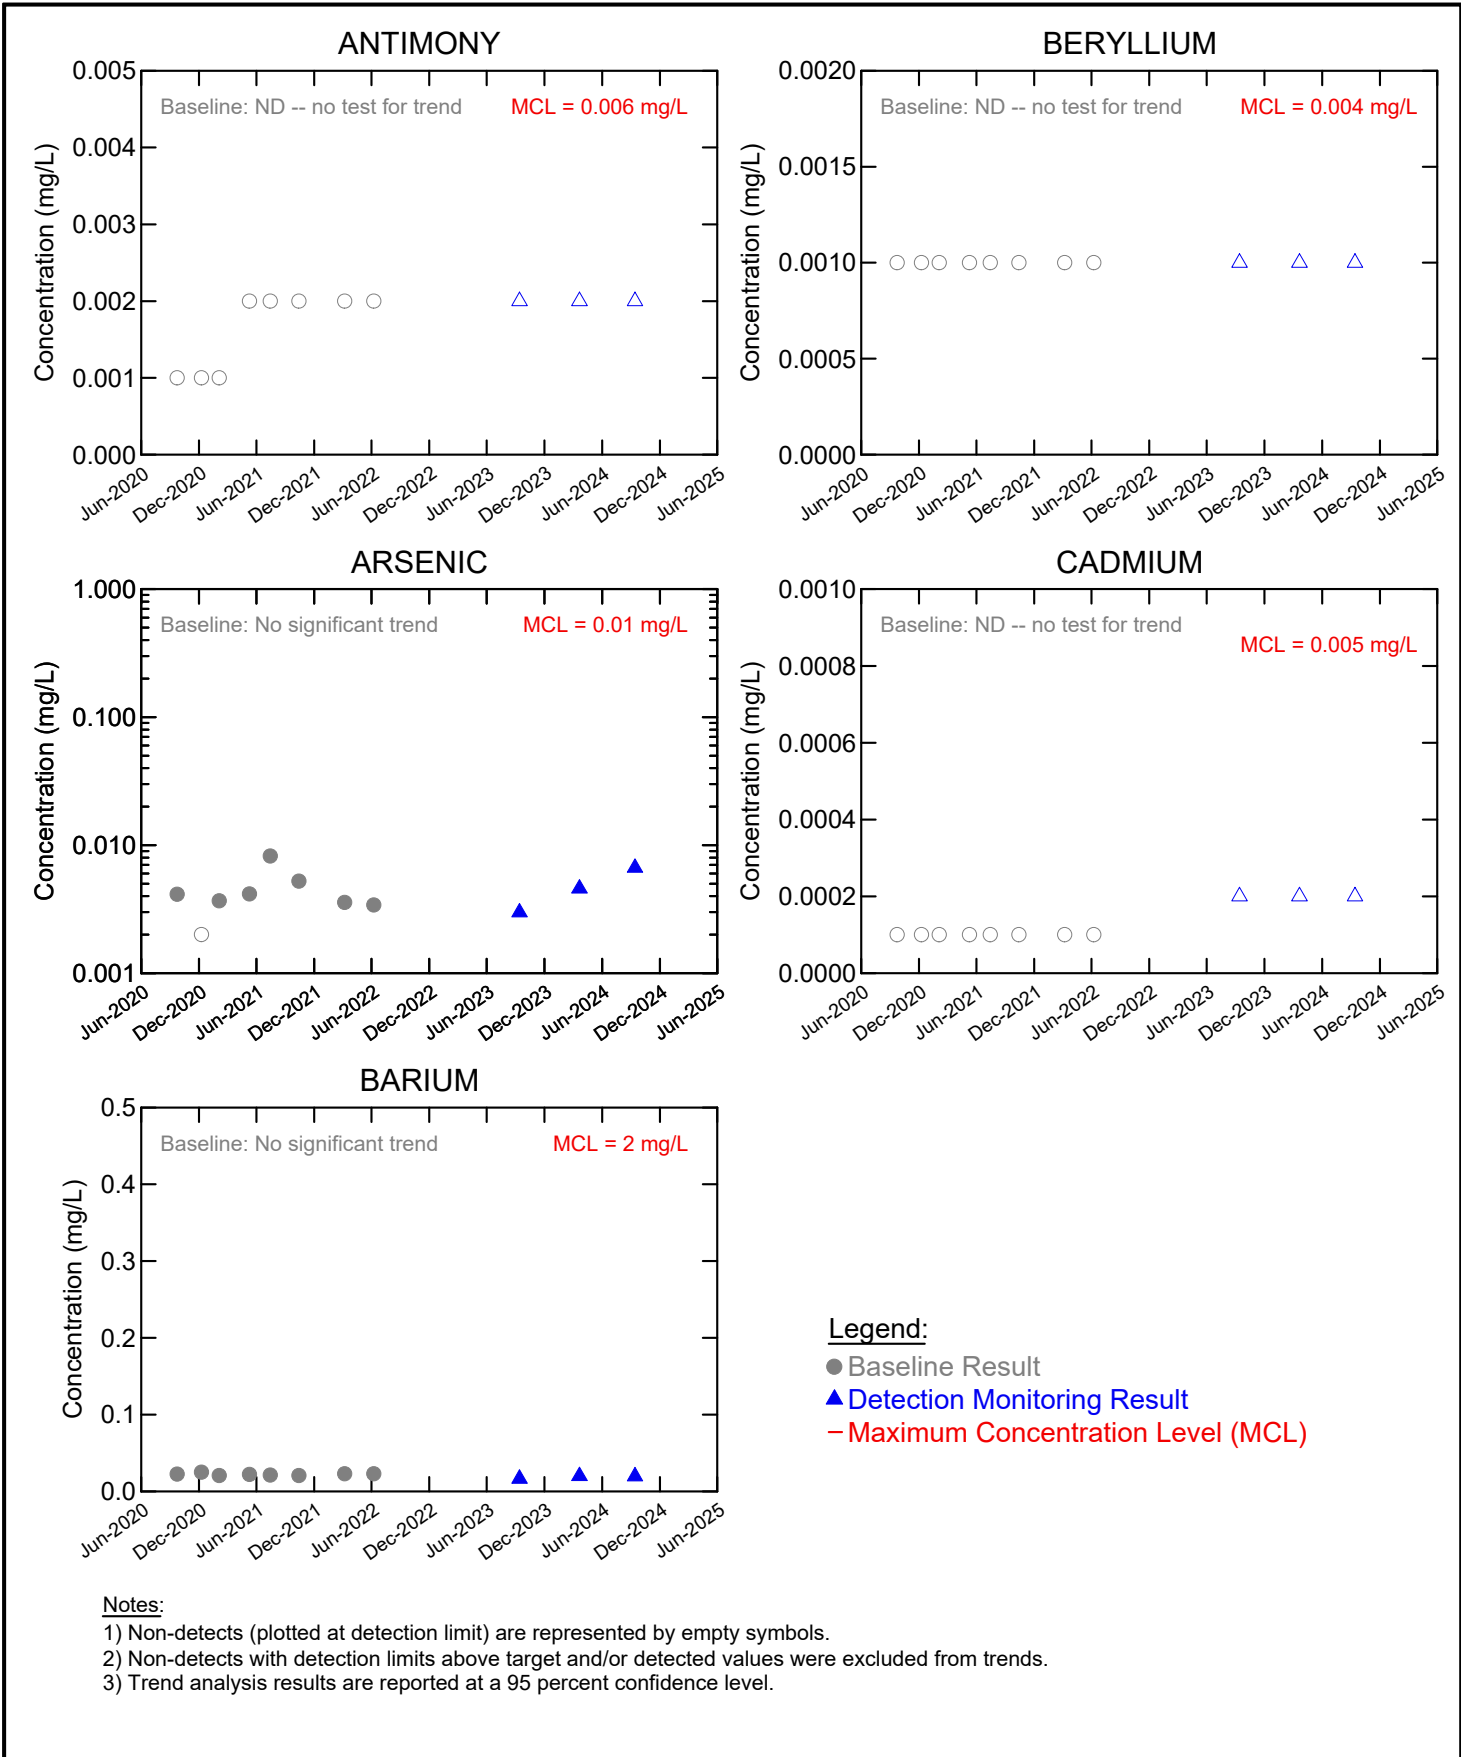 ANTIMONY
0.005
0.004
0.003
0.002
0.001
0.000
Concentration (mg/L)
Baseline: ND -- no test for trend
MCL = 0.006 mg/L
Jun-2020
Dec-2020
Jun-2021
Dec-2021
Jun-2022
Dec-2022
Jun-2023
Dec-2023
Jun-2024
Dec-2024
Jun-2025
BERYLLIUM
0.0020
0.0015
0.0010
0.0005
0.0000
Concentration (mg/L)
Baseline: ND -- no test for trend
MCL = 0.004 mg/L
Jun-2020
Dec-2020
Jun-2021
Dec-2021
Jun-2022
Dec-2022
Jun-2023
Dec-2023
Jun-2024
Dec-2024
Jun-2025
ARSENIC
1.000
0.100
0.010
0.001
Concentration (mg/L)
Baseline: No significant trend
MCL = 0.01 mg/L
Jun-2020
Dec-2020
Jun-2021
Dec-2021
Jun-2022
Dec-2022
Jun-2023
Dec-2023
Jun-2024
Dec-2024
Jun-2025
CADMIUM
0.0010
0.0008
0.0006
0.0004
0.0002
0.0000
Concentration (mg/L)
Baseline: ND -- no test for trend
MCL = 0.005 mg/L
Jun-2020
Dec-2020
Jun-2021
Dec-2021
Jun-2022
Dec-2022
Jun-2023
Dec-2023
Jun-2024
Dec-2024
Jun-2025
BARIUM
0.5
0.4
0.3
0.2
0.1
0.0
Concentration (mg/L)
Baseline: No significant trend
MCL = 2 mg/L
Jun-2020
Dec-2020
Jun-2021
Dec-2021
Jun-2022
Dec-2022
Jun-2023
Dec-2023
Jun-2024
Dec-2024
Jun-2025
Legend:
Baseline Result
Detection Monitoring Result
Maximum Concentration Level (MCL)
Notes:
1) Non-detects (plotted at detection limit) are represented by empty symbols.
2) Non-detects with detection limits above target and/or detected values were excluded from trends.
3) Trend analysis results are reported at a 95 percent confidence level.